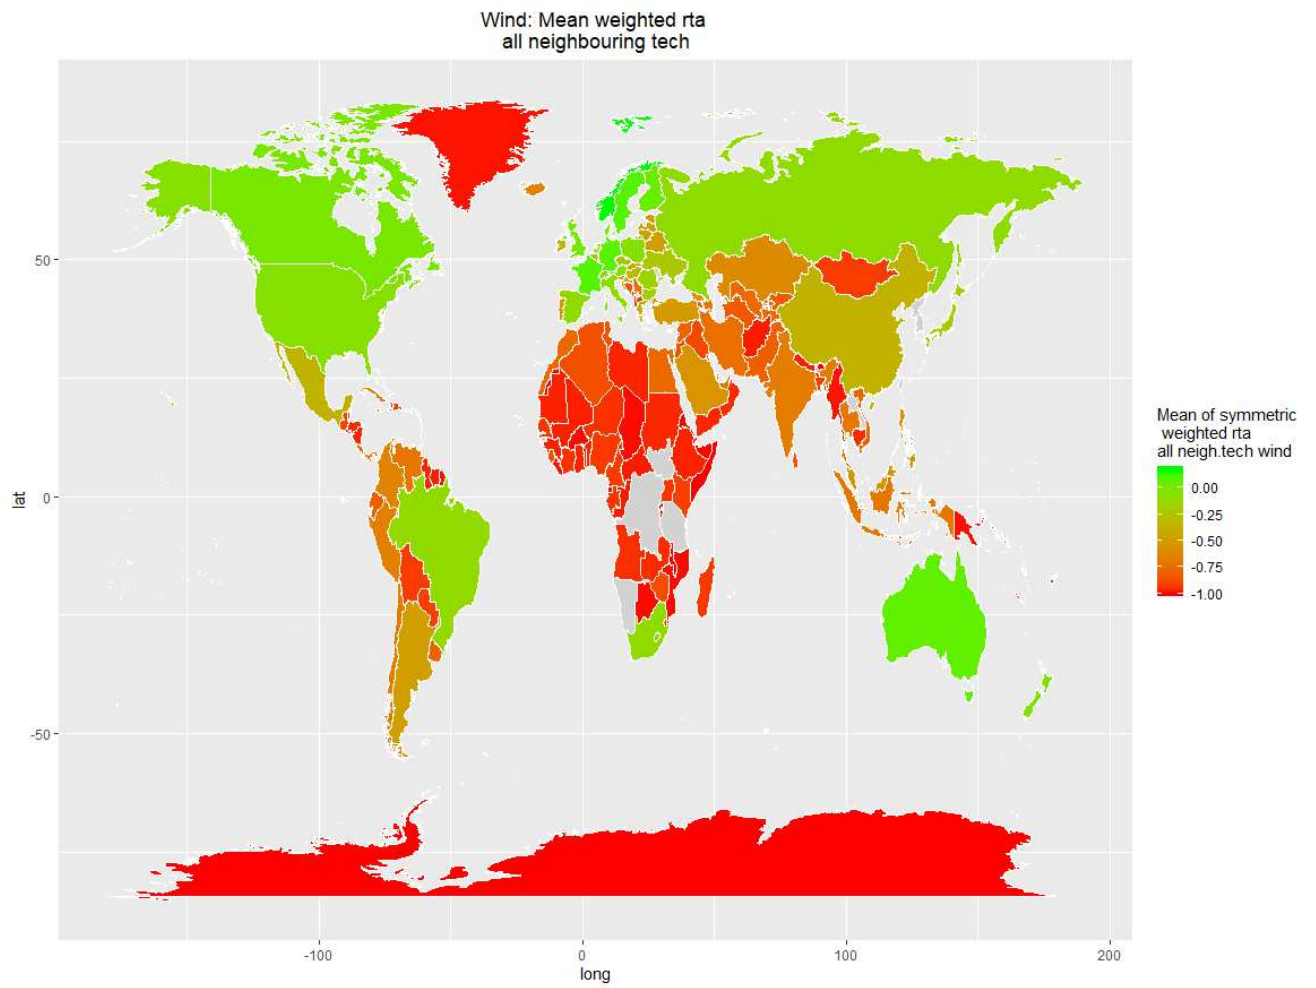 Wind: Mean weighted rta
all neighbouring tech
lat
50
0
-50
-100
0
100
200
long
Mean of symmetric
weighted rta
all neigh.tech wind
0.00
-0.25
-0.50
-0.75
-1.00